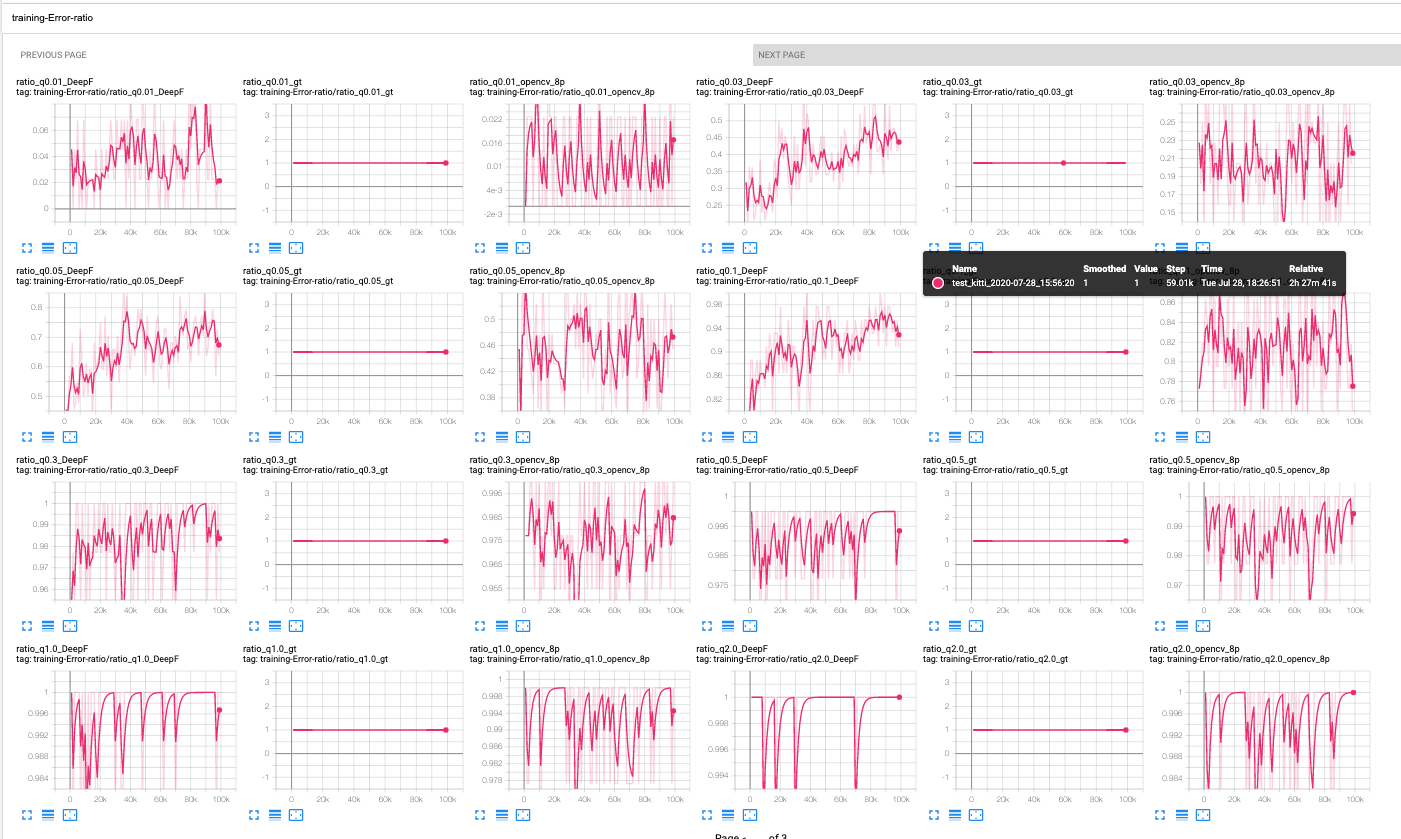 training-Error-ratio
PREVIOUS PAGE
NEXT PAGE
ratio_q0.01_DeepF
tag: training-Error-ratio/ratio_q0.01_DeepF
0.06
0.04
0.02
0
0 20k 40k 60k 80k 100k
ratio_q0.01_gt
tag: training-Error-ratio/ratio_q0.01_gt
3
2
1
0
-1
0 20k 40k 60k 80k 100k
ratio_q0.01_opencv_8p
tag: training-Error-ratio/ratio_q0.01_opencv_8p
0.022
0.016
0.01
4e-3
-2e-3
0 20k 40k 60k 80k 100k
ratio_q0.03_DeepF
tag: training-Error-ratio/ratio_q0.03_DeepF
0.5
0.45
0.4
0.35
0.3
0.25
0 20k 40k 60k 80k 100k
ratio_q0.03_gt
tag: training-Error-ratio/ratio_q0.03_gt
3
2
1
0
-1
0 20k 40k 60k 80k 100k
ratio_q0.03_opencv_8p
tag: training-Error-ratio/ratio_q0.03_opencv_8p
0.25
0.23
0.21
0.19
0.17
0.15
0 20k 40k 60k 80k 100k
Name Smoothed Value Step Time Relative
test_kitti_2020-07-28_15:56:20 1 1 59.01k Tue Jul 28, 18:26:51 2h 27m 41s
ratio_q0.05_DeepF
tag: training-Error-ratio/ratio_q0.05_DeepF
0.8
0.7
0.6
0.5
0 20k 40k 60k 80k 100k
ratio_q0.05_gt
tag: training-Error-ratio/ratio_q0.05_gt
3
2
1
0
-1
0 20k 40k 60k 80k 100k
ratio_q0.05_opencv_8p
tag: training-Error-ratio/ratio_q0.05_opencv_8p
0.5
0.46
0.42
0.38
0 20k 40k 60k 80k 100k
ratio_q0.1_DeepF
tag: training-Error-ratio/ratio_q0.1_DeepF
0.98
0.94
0.9
0.86
0.82
0 20k 40k 60k 80k 100k
3
2
1
0
-1
0 20k 40k 60k 80k 100k
0.86
0.84
0.82
0.8
0.78
0.76
0 20k 40k 60k 80k 100k
ratio_q0.3_DeepF
tag: training-Error-ratio/ratio_q0.3_DeepF
1
0.99
0.98
0.97
0.96
0 20k 40k 60k 80k 100k
ratio_q0.3_gt
tag: training-Error-ratio/ratio_q0.3_gt
3
2
1
0
-1
0 20k 40k 60k 80k 100k
ratio_q0.3_opencv_8p
tag: training-Error-ratio/ratio_q0.3_opencv_8p
0.995
0.985
0.975
0.965
0.955
0 20k 40k 60k 80k 100k
ratio_q0.5_DeepF
tag: training-Error-ratio/ratio_q0.5_DeepF
1
0.995
0.985
0.975
0 20k 40k 60k 80k 100k
ratio_q0.5_gt
tag: training-Error-ratio/ratio_q0.5_gt
3
2
1
0
-1
0 20k 40k 60k 80k 100k
ratio_q0.5_opencv_8p
tag: training-Error-ratio/ratio_q0.5_opencv_8p
1
0.99
0.98
0.97
0 20k 40k 60k 80k 100k
ratio_q1.0_DeepF
tag: training-Error-ratio/ratio_q1.0_DeepF
1
0.996
0.992
0.988
0.984
0 20k 40k 60k 80k 100k
ratio_q1.0_gt
tag: training-Error-ratio/ratio_q1.0_gt
3
2
1
0
-1
0 20k 40k 60k 80k 100k
ratio_q1.0_opencv_8p
tag: training-Error-ratio/ratio_q1.0_opencv_8p
0.998
0.994
0.990
0.986
0.982
0.978
0 20k 40k 60k 80k 100k
ratio_q2.0_DeepF
tag: training-Error-ratio/ratio_q2.0_DeepF
1
0.998
0.996
0.994
0 20k 40k 60k 80k 100k
ratio_q2.0_gt
tag: training-Error-ratio/ratio_q2.0_gt
3
2
1
0
-1
0 20k 40k 60k 80k 100k
ratio_q2.0_opencv_8p
tag: training-Error-ratio/ratio_q2.0_opencv_8p
1
0.996
0.992
0.988
0.984
0 20k 40k 60k 80k 100k
Page of 3